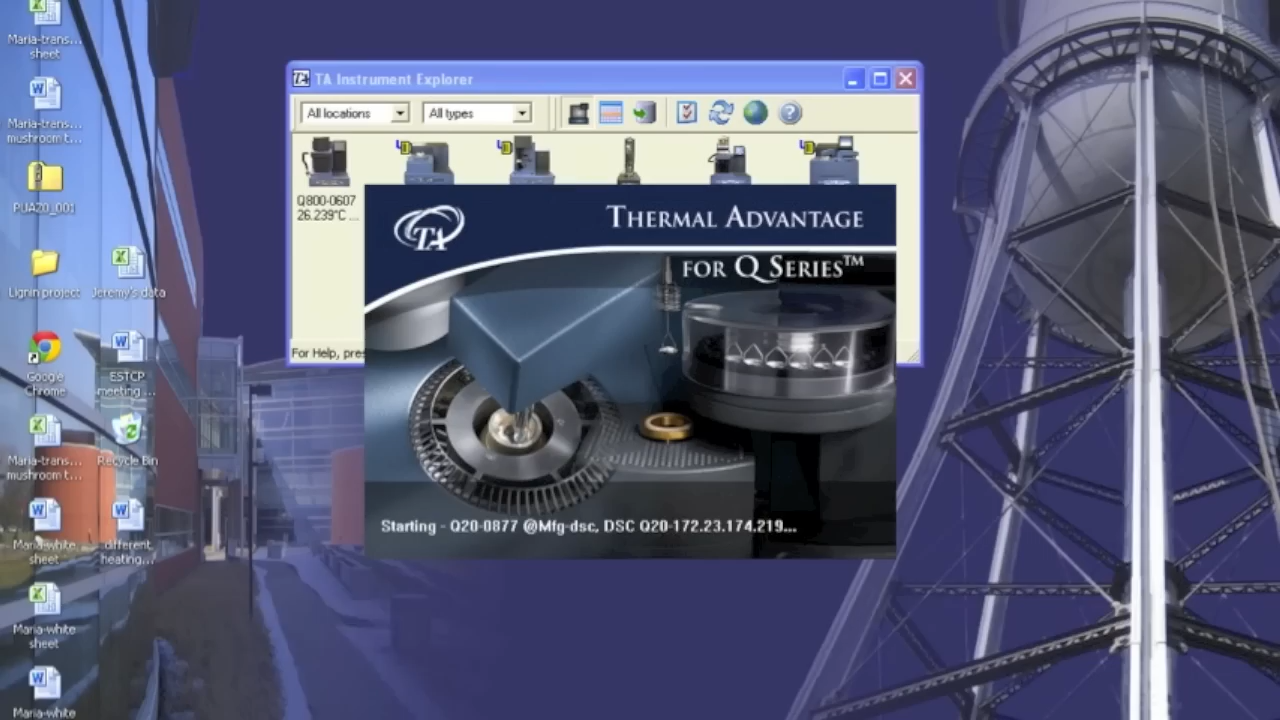 Maria-trans...
sheet
Maria-trans...
mushroom t...
PUAZ0_001
Lignin project
Jeremy's data
Google
Chrome
ESTCP
meeting ...
Maria-trans...
mushroom t...
Recycle Bin
Maria-white
sheet
different
heating...
Maria-white
sheet
Maria-white
TA Instrument Explorer
All locations
All types
Q800-0607
26.239°C ...
For Help, pres
TA
THERMAL ADVANTAGE
FOR Q SERIES™
Starting - Q20-0877 @Mfg-dsc, DSC Q20-172.23.174.219...